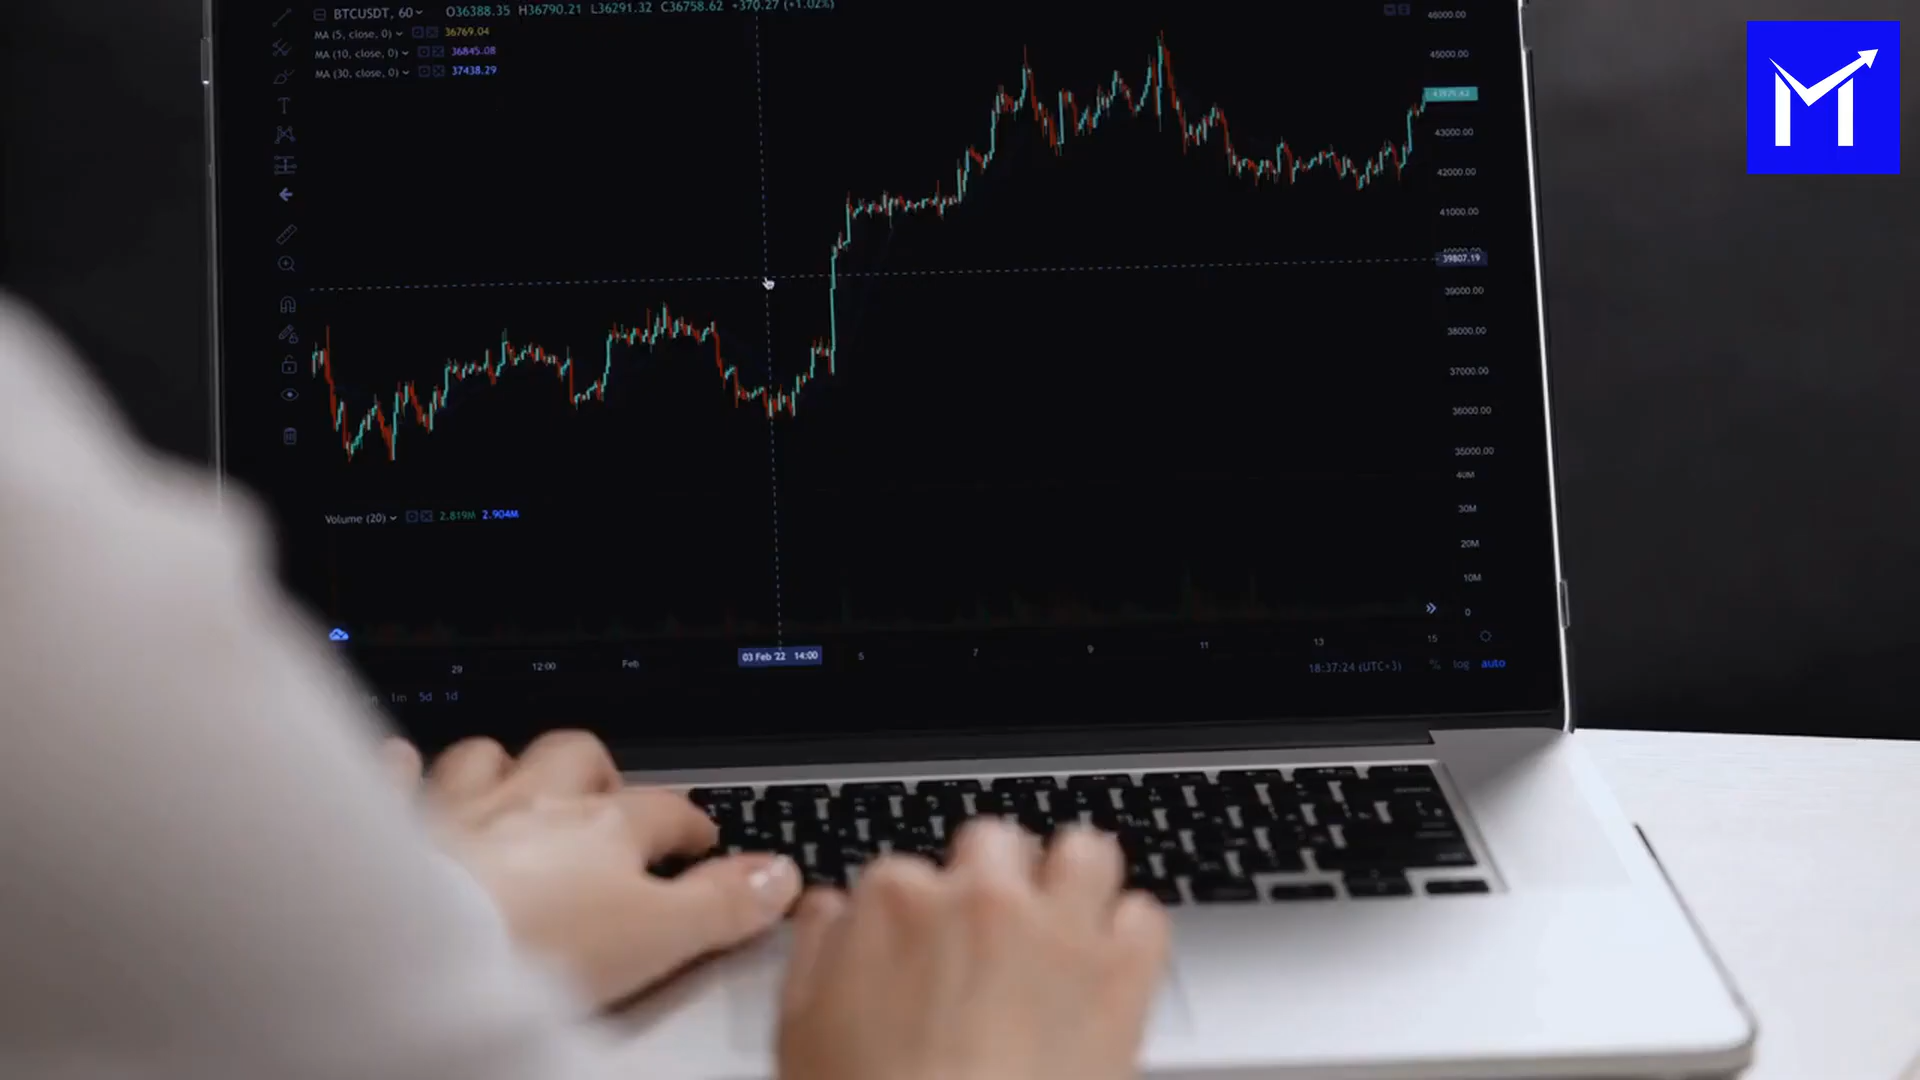 BTCUSDT, 60 O36388.35 H36790.21 L36291.32 C36758.62 +370.27 (+1.02%)
MA (5, close, 0) 36769.04
MA (10, close, 0) 36845.08
MA (30, close, 0) 37438.29
T
46000.00
45000.00
43000.00
42000.00
41000.00
39807.19
39000.00
38000.00
37000.00
36000.00
35000.00
Volume (20) 2.819M 2.904M
40M
30M
20M
10M
0
29 12:00 Feb 03 Feb '22 14:00 5 7 9 11 13 15
1m 5d 1d
18:37:24 (UTC+3) % log auto
M